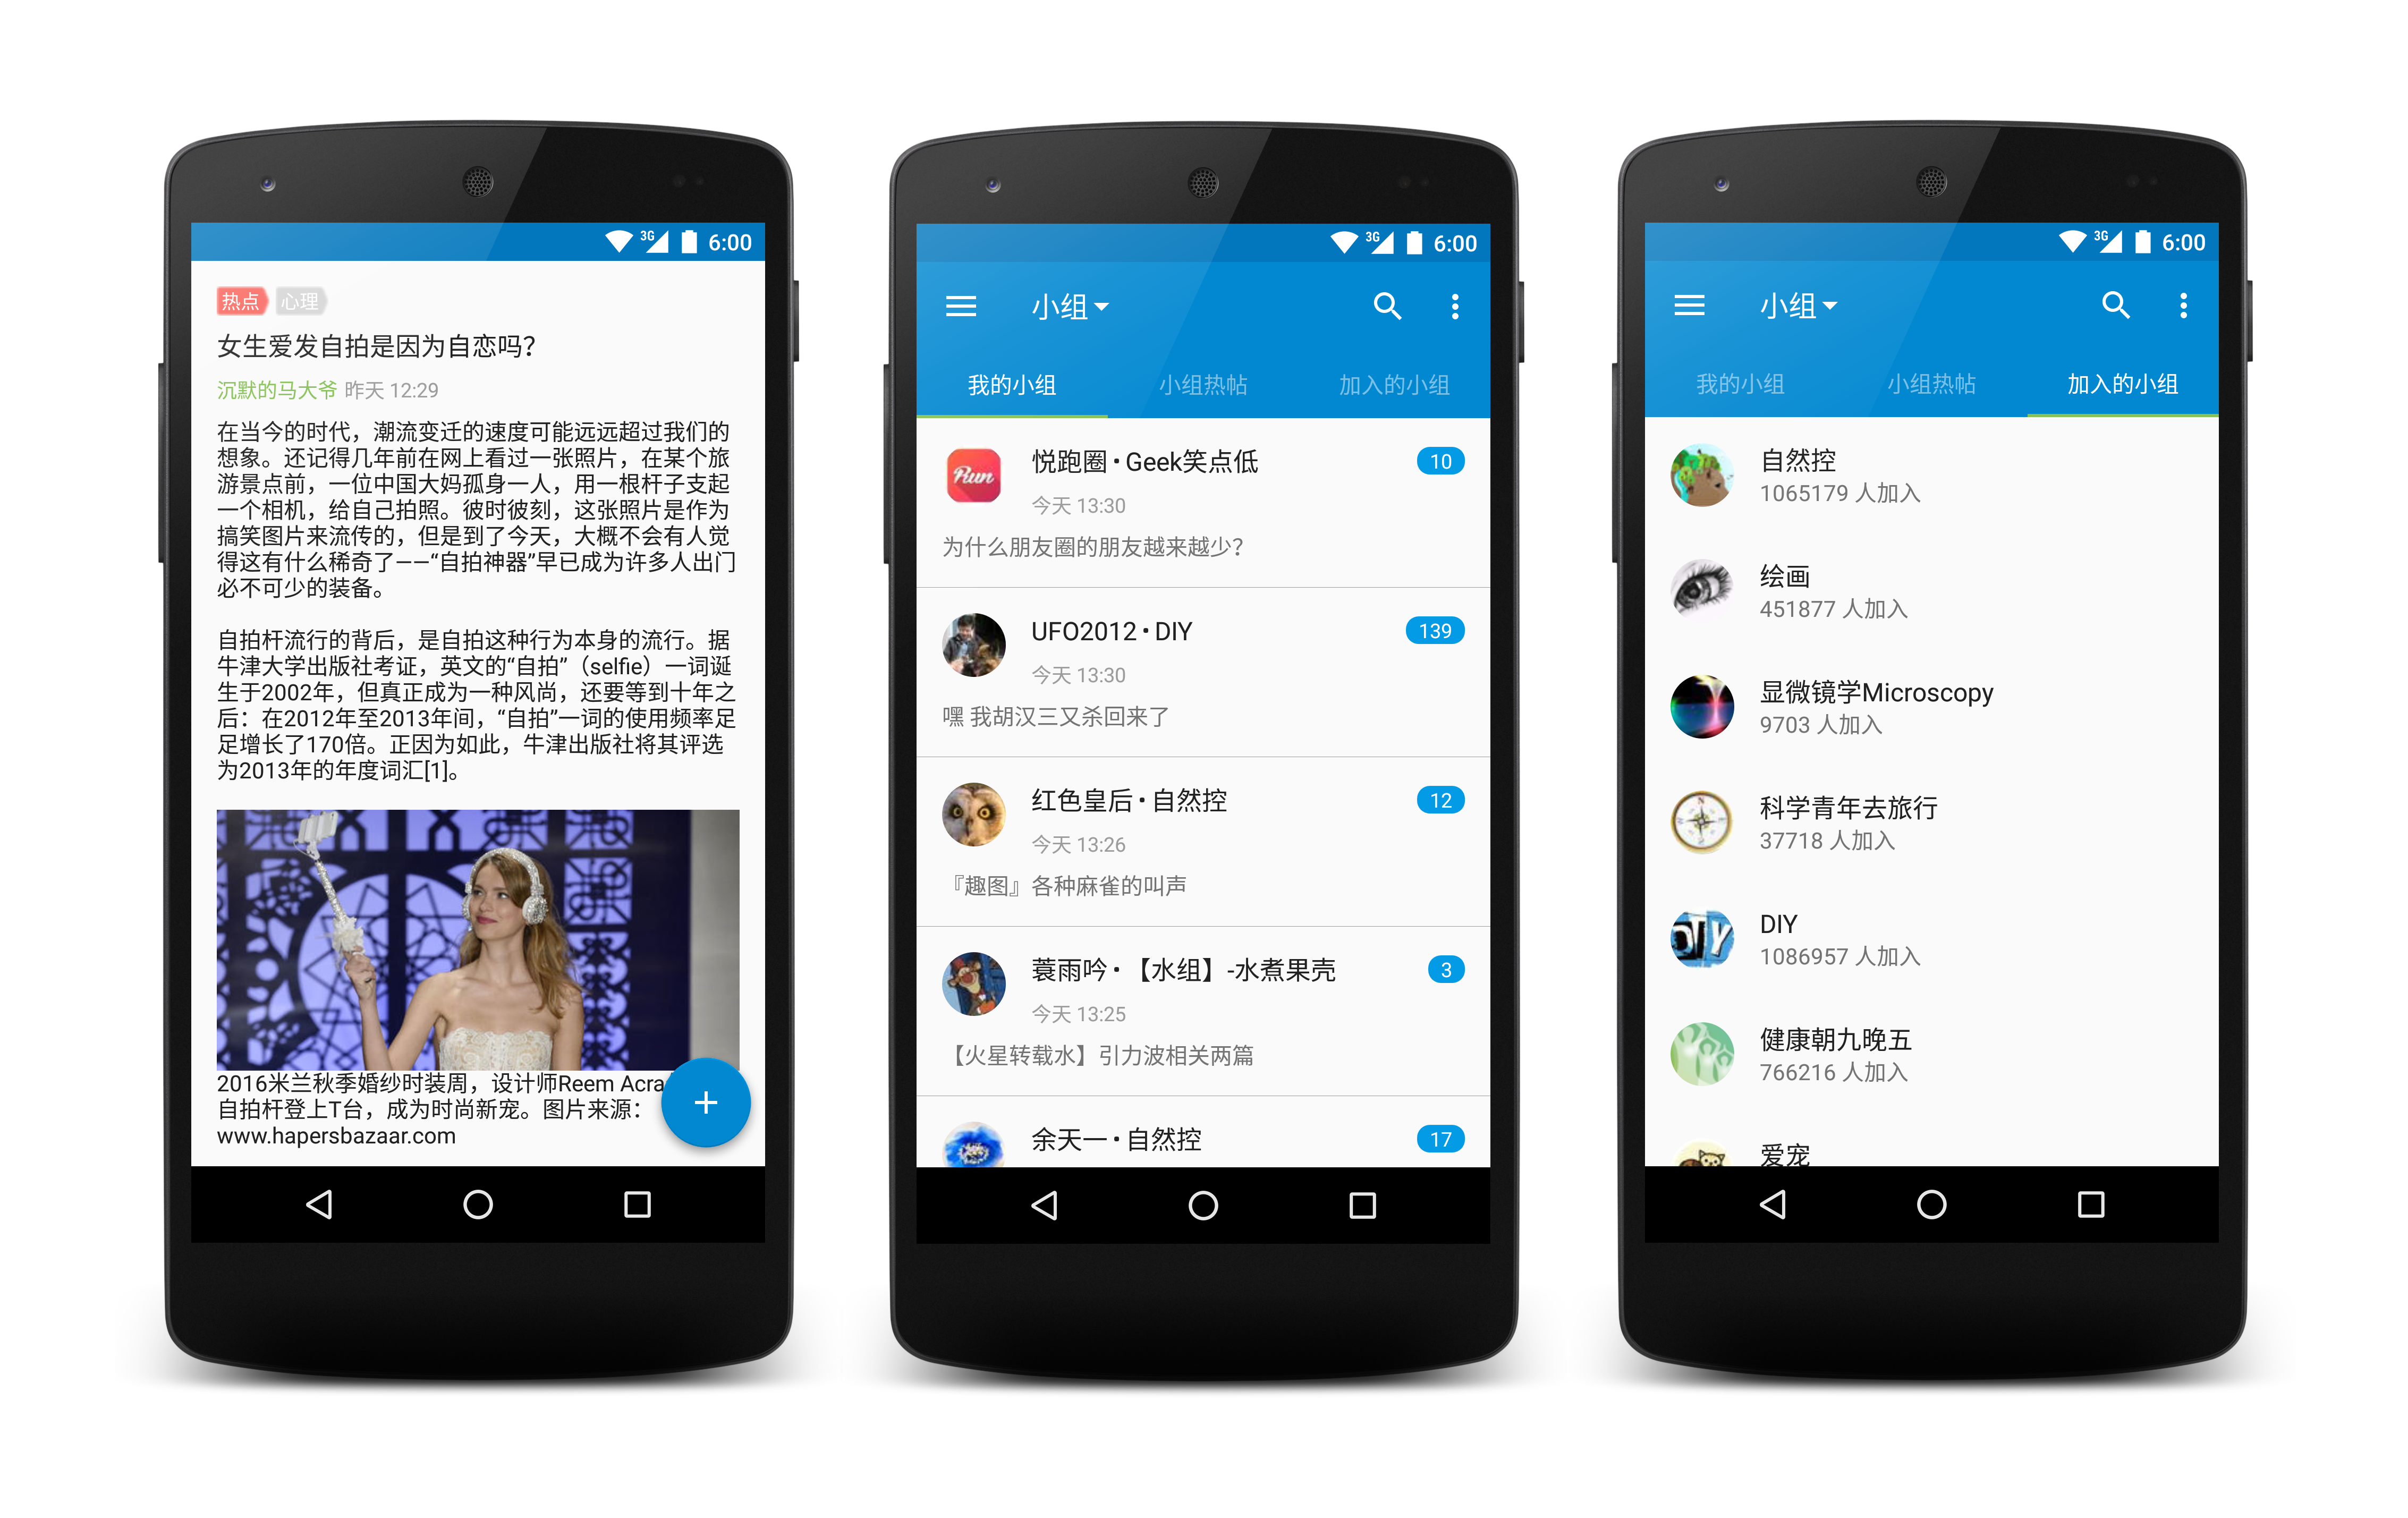 3G 6:00
热点 心理
女生爱发自拍是因为自恋吗？
沉默的马大爷 昨天 12:29
在当今的时代，潮流变迁的速度可能远远超过我们的
想象。还记得几年前在网上看过一张照片，在某个旅
游景点前，一位中国大妈孤身一人，用一根杆子支起
一个相机，给自己拍照。彼时彼刻，这张照片是作为
搞笑图片来流传的，但是到了今天，大概不会有人觉
得这有什么稀奇了——“自拍神器”早已成为许多人出门
必不可少的装备。
自拍杆流行的背后，是自拍这种行为本身的流行。据
牛津大学出版社考证，英文的“自拍”（selfie）一词诞
生于2002年，但真正成为一种风尚，还要等到十年之
后：在2012年至2013年间，“自拍”一词的使用频率足
足增长了170倍。正因为如此，牛津出版社将其评选
为2013年的年度词汇[1]。
2016米兰秋季婚纱时装周，设计师Reem Acra
自拍杆登上T台，成为时尚新宠。图片来源：
www.hapersbazaar.com
3G 6:00
小组
我的小组 小组热帖 加入的小组
Run
悦跑圈·Geek笑点低 10
今天 13:30
为什么朋友圈的朋友越来越少？
UFO2012·DIY 139
今天 13:30
嘿 我胡汉三又杀回来了
红色皇后·自然控 12
今天 13:26
『趣图』各种麻雀的叫声
蓑雨吟·【水组】-水煮果壳 3
今天 13:25
【火星转载水】引力波相关两篇
余天一·自然控 17
3G 6:00
小组
我的小组 小组热帖 加入的小组
自然控
1065179 人加入
绘画
451877 人加入
显微镜学Microscopy
9703 人加入
科学青年去旅行
37718 人加入
DIY
DIY
1086957 人加入
健康朝九晚五
766216 人加入
爱宠